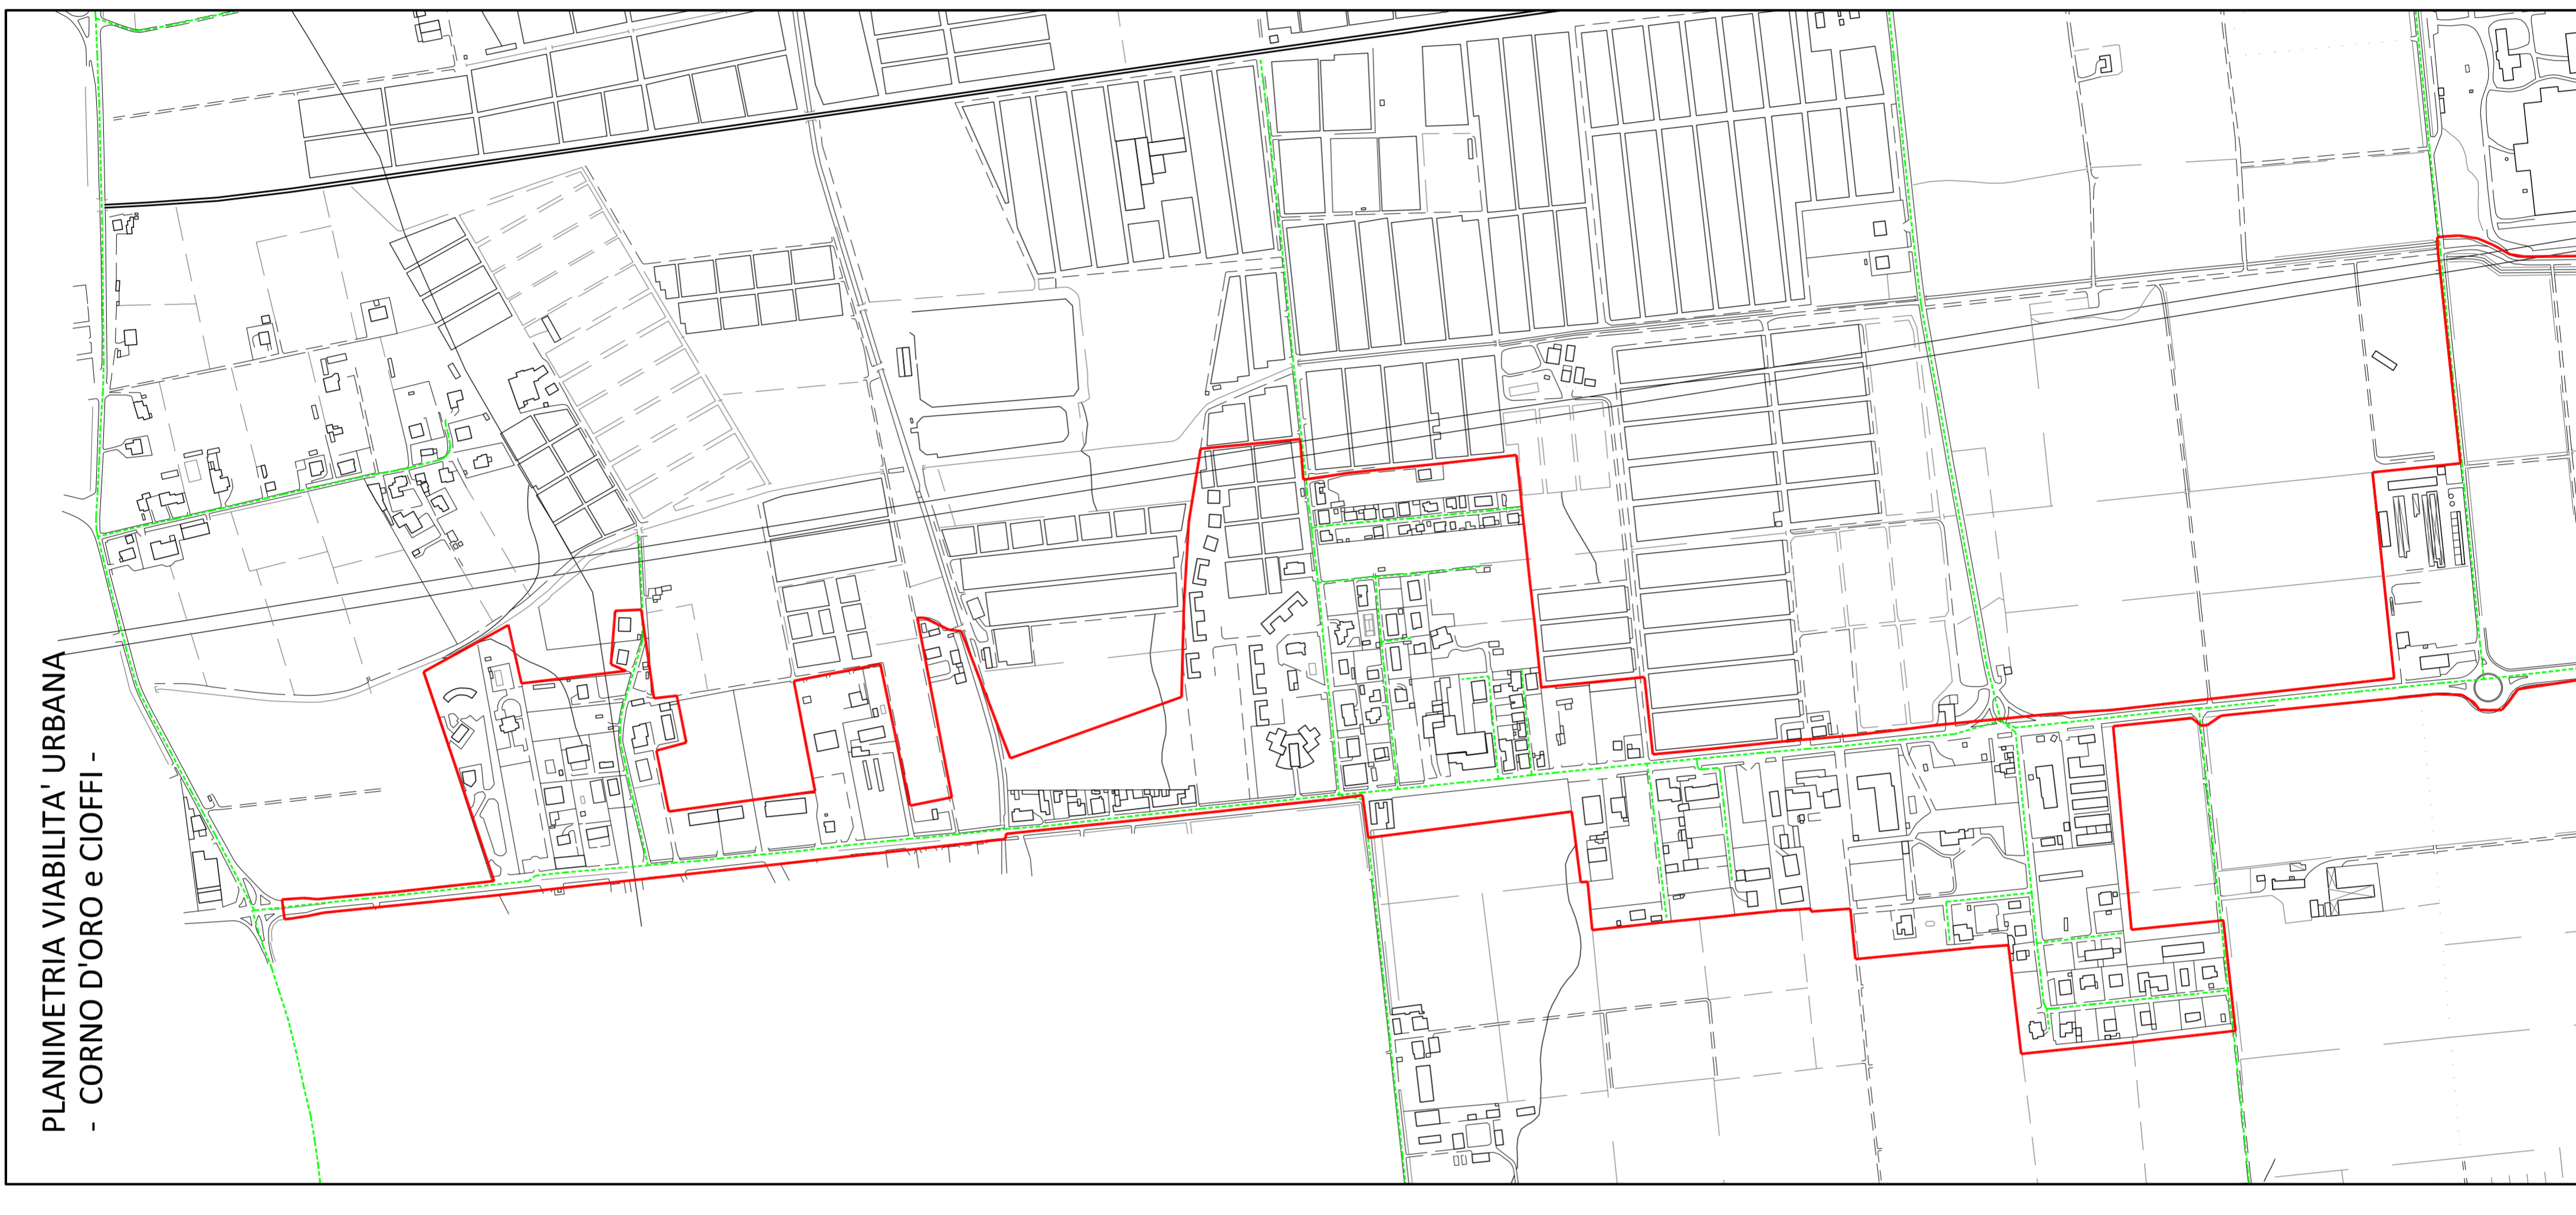 PLANIMETRIA VIABILITA' URBANA
- CORNO D'ORO e CIOFFI -